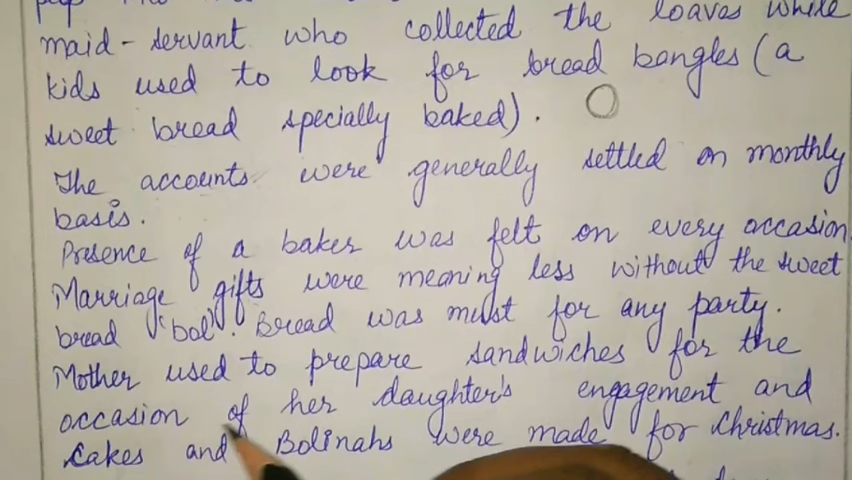 maid-servant who collected the loaves while
kids used to look for bread bangles (a
sweet bread specially baked).
The accounts were generally settled on monthly
basis.
Presence of a baker was felt on every occasion.
Marriage gifts were meaning less without the sweet
bread 'bol'. Bread was must for any party.
Mother used to prepare sandwiches for the
occasion of her daughter's engagement and
Cakes and Bolinahs were made for Christmas.